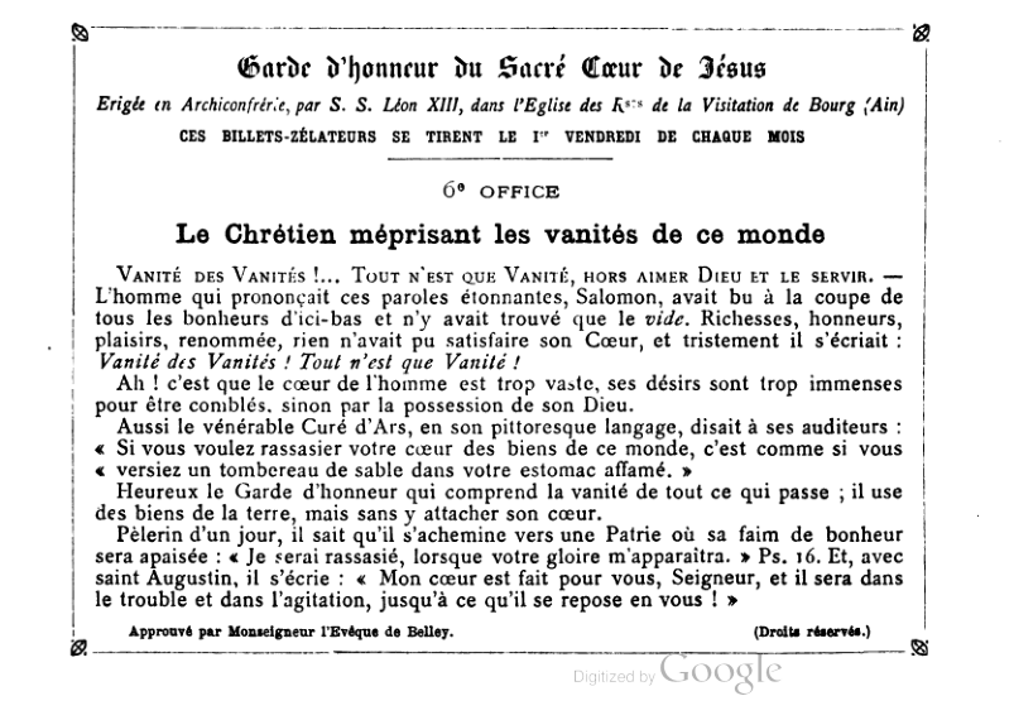 Garde d'honneur du Sacré Cœur de Jésus
Erigée en Archiconfrérie, par S. S. Léon XIII, dans l'Eglise des Rses de la Visitation de Bourg (Ain)
CES BILLETS-ZÉLATEURS SE TIRENT LE Ier VENDREDI DE CHAQUE MOIS
6e OFFICE
Le Chrétien méprisant les vanités de ce monde
VANITÉ DES VANITÉS !... TOUT N'EST QUE VANITÉ, HORS AIMER DIEU ET LE SERVIR. —
L'homme qui prononçait ces paroles étonnantes, Salomon, avait bu à la coupe de
tous les bonheurs d'ici-bas et n'y avait trouvé que le vide. Richesses, honneurs,
plaisirs, renommée, rien n'avait pu satisfaire son Cœur, et tristement il s'écriait :
Vanité des Vanités ! Tout n'est que Vanité !
Ah ! c'est que le cœur de l'homme est trop vaste, ses désirs sont trop immenses
pour être comblés, sinon par la possession de son Dieu.
Aussi le vénérable Curé d'Ars, en son pittoresque langage, disait à ses auditeurs :
« Si vous voulez rassasier votre cœur des biens de ce monde, c'est comme si vous
« versiez un tombereau de sable dans votre estomac affamé. »
Heureux le Garde d'honneur qui comprend la vanité de tout ce qui passe ; il use
des biens de la terre, mais sans y attacher son cœur.
Pèlerin d'un jour, il sait qu'il s'achemine vers une Patrie où sa faim de bonheur
sera apaisée : « Je serai rassasié, lorsque votre gloire m'apparaîtra. » Ps. 16. Et, avec
saint Augustin, il s'écrie : « Mon cœur est fait pour vous, Seigneur, et il sera dans
le trouble et dans l'agitation, jusqu'à ce qu'il se repose en vous ! »
Approuvé par Monseigneur l'Evêque de Belley. (Droits réservés.)
Digitized by Google